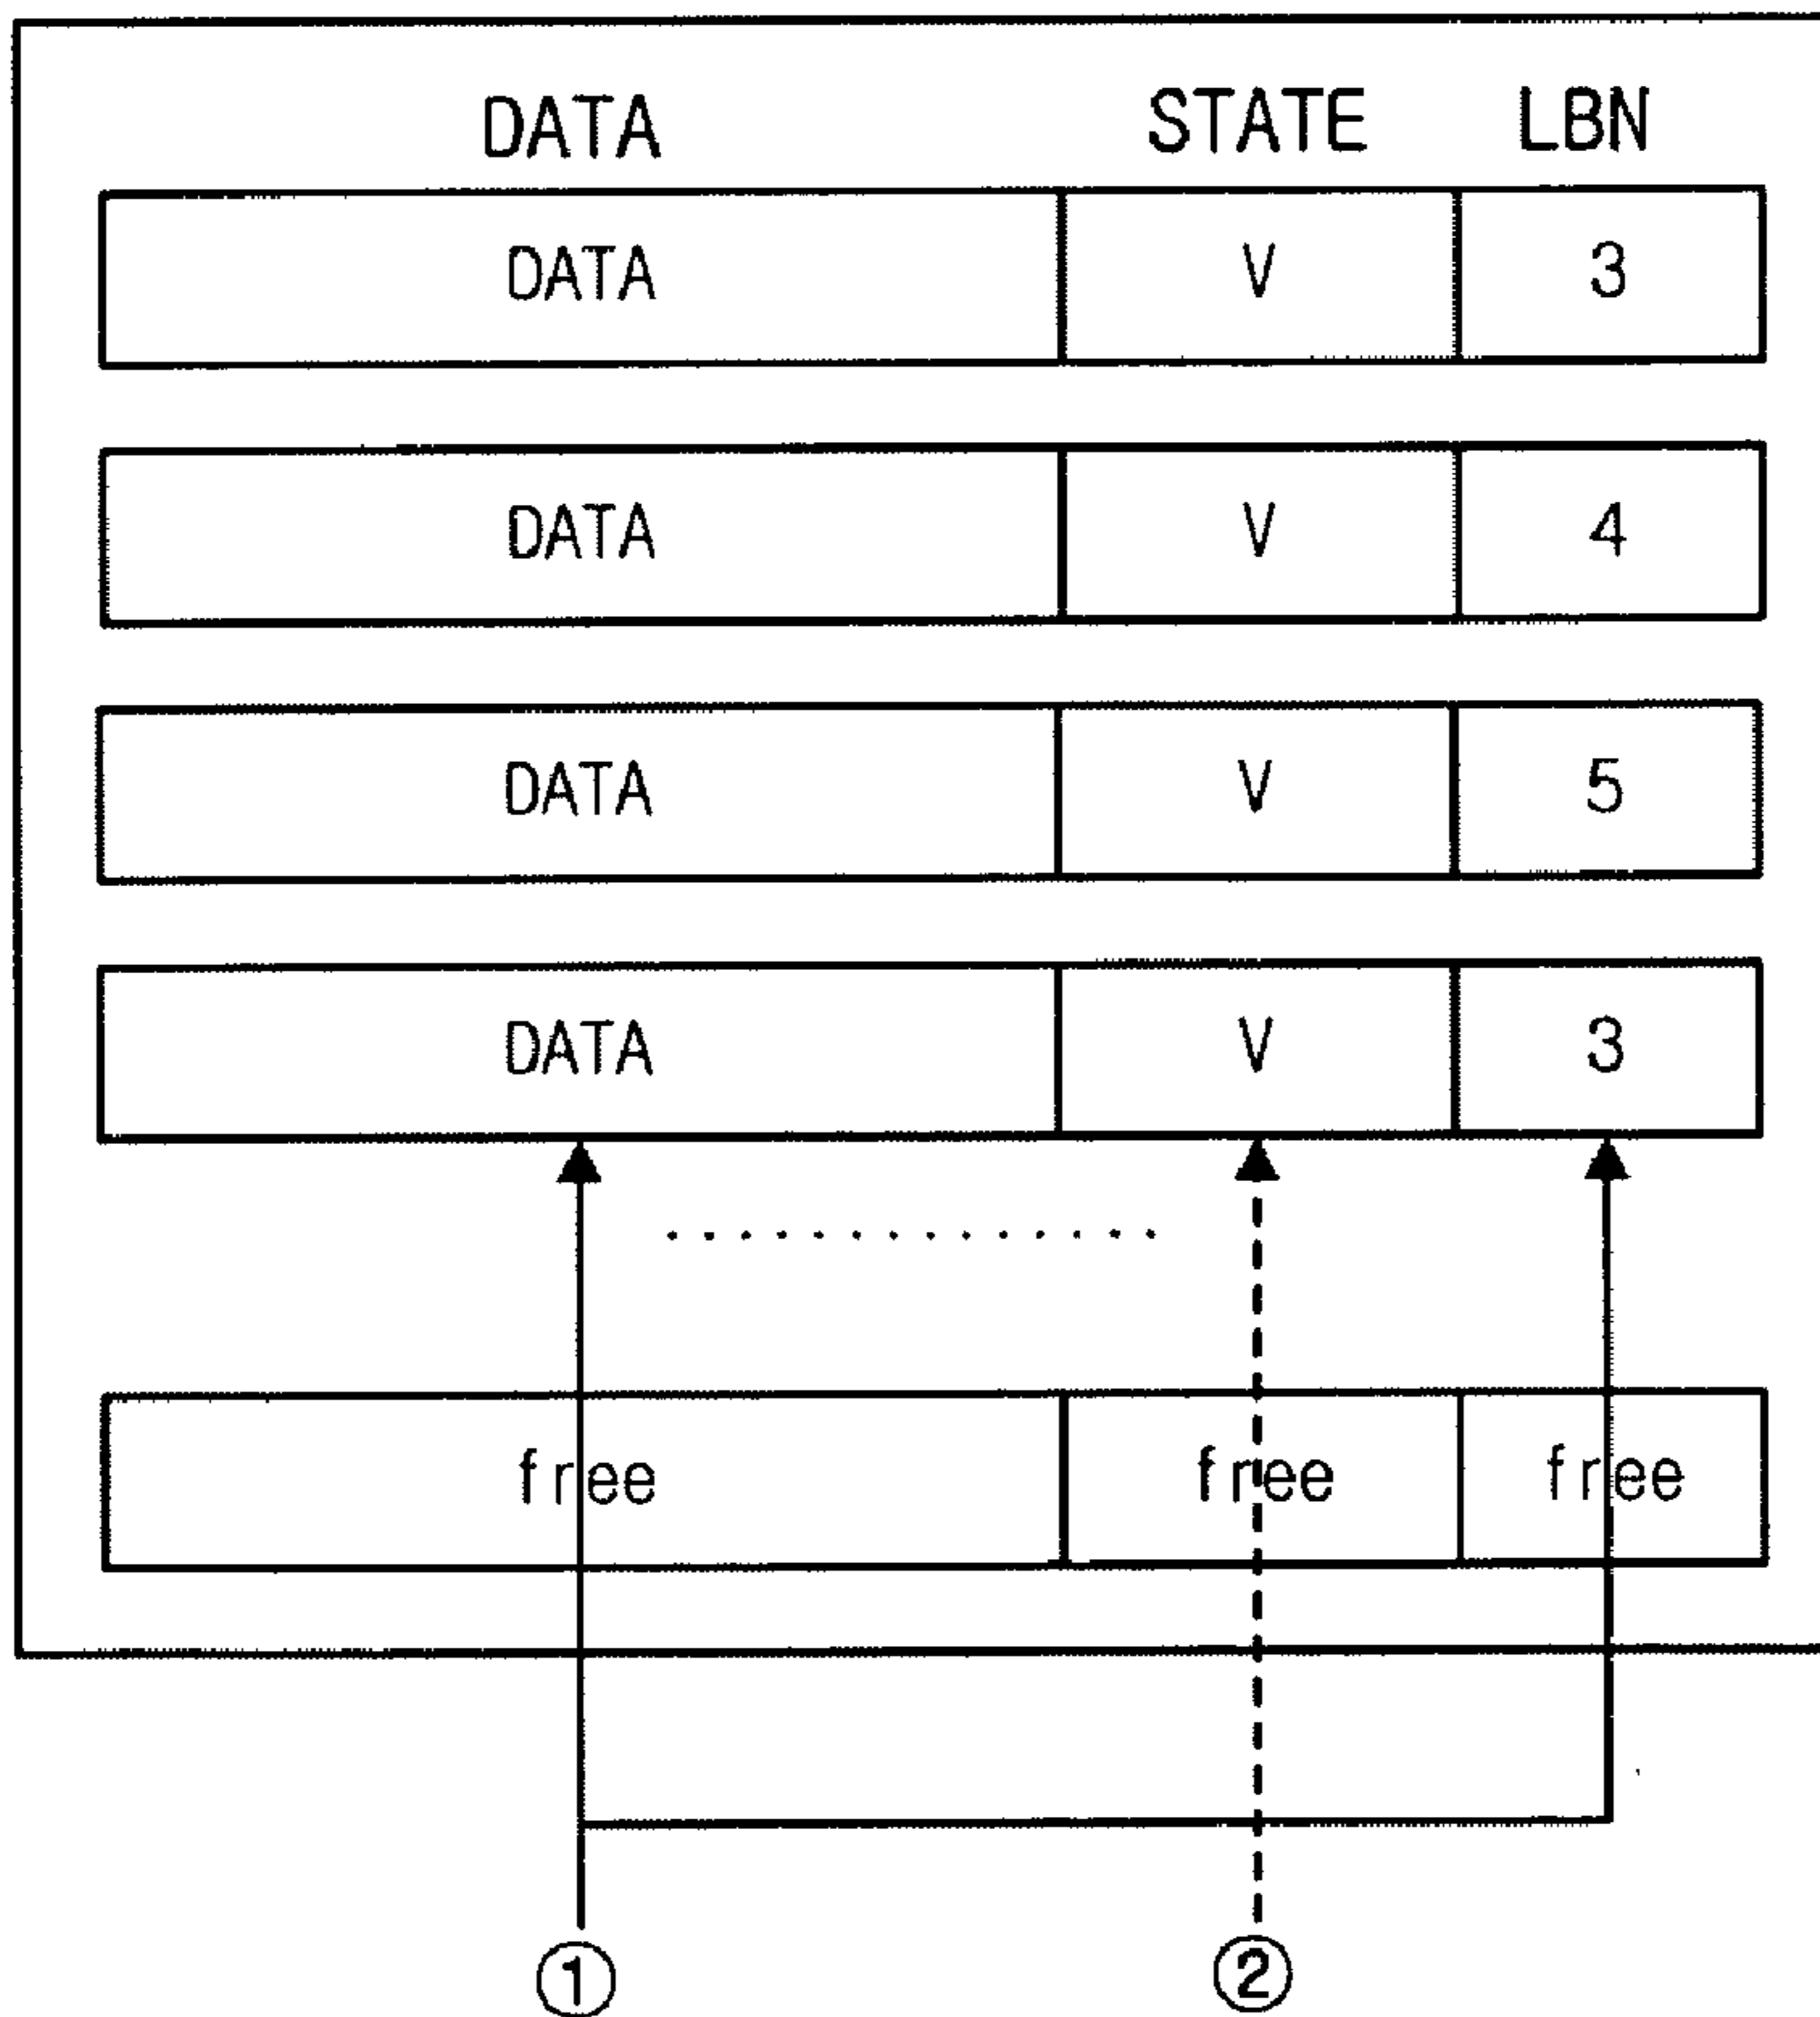 DATA STATE LBN
DATA V 3
DATA V 4
DATA V 5
DATA V 3
free free free
① ②